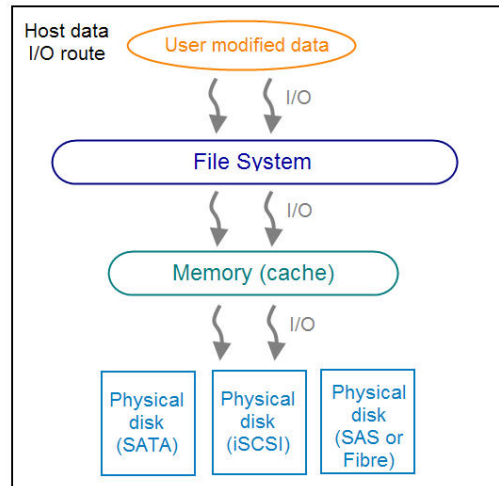 Host data
I/O route
User modified data
I/O
File System
I/O
Memory (cache)
I/O
Physical
disk
(SATA)
Physical
disk
(iSCSI)
Physical
disk
(SAS or
Fibre)